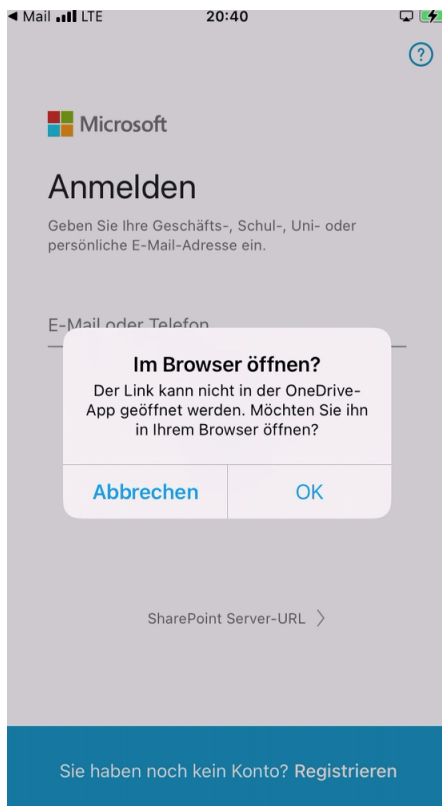 Mail LTE 20:40
?
Microsoft
Anmelden
Geben Sie Ihre Geschäfts-, Schul-, Uni- oder
persönliche E-Mail-Adresse ein.
E-Mail oder Telefon
Im Browser öffnen?
Der Link kann nicht in der OneDrive-
App geöffnet werden. Möchten Sie ihn
in Ihrem Browser öffnen?
Abbrechen OK
SharePoint Server-URL
Sie haben noch kein Konto? Registrieren